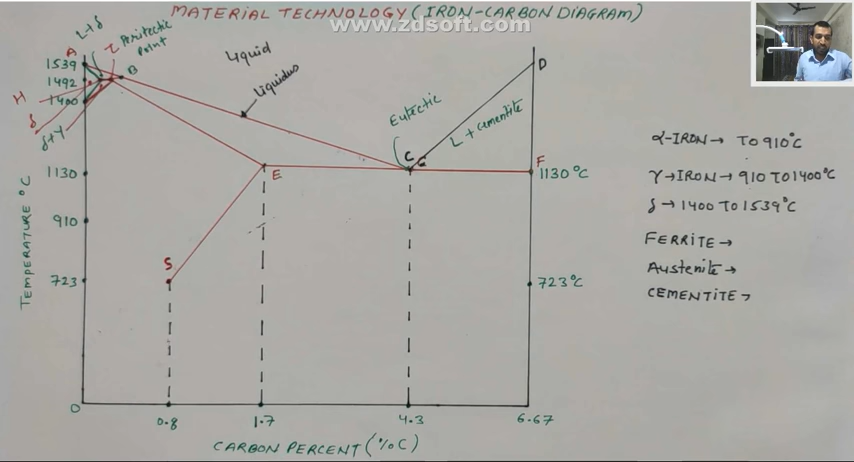 MATERIAL TECHNOLOGY (IRON-CARBON DIAGRAM)
www.zdsoft.com
L+δ
Peritectic
Point
Liquid
Liquidus
A
1539
1492
1400
B
H
δ
δ+γ
D
Eutectic
L + cementite
C
E
F
1130
1130°C
910
S
723
723°C
TEMPERATURE °C
0
0.8
1.7
4.3
6.67
CARBON PERCENT (%C)
α-IRON → TO 910°C
γ→IRON → 910 TO 1400°C
δ → 1400 TO 1539°C
FERRITE →
Austenite →
CEMENTITE →